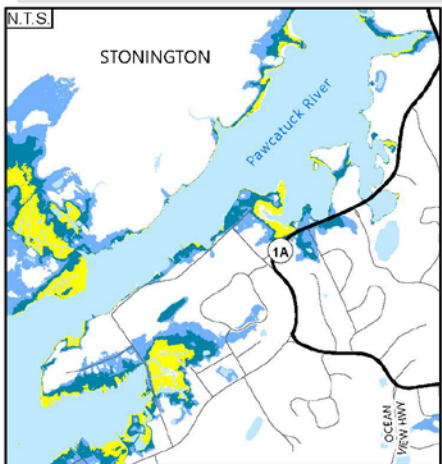 N.T.S.
STONINGTON
Pawcatuck River
1A
OCEAN
VIEW HWY